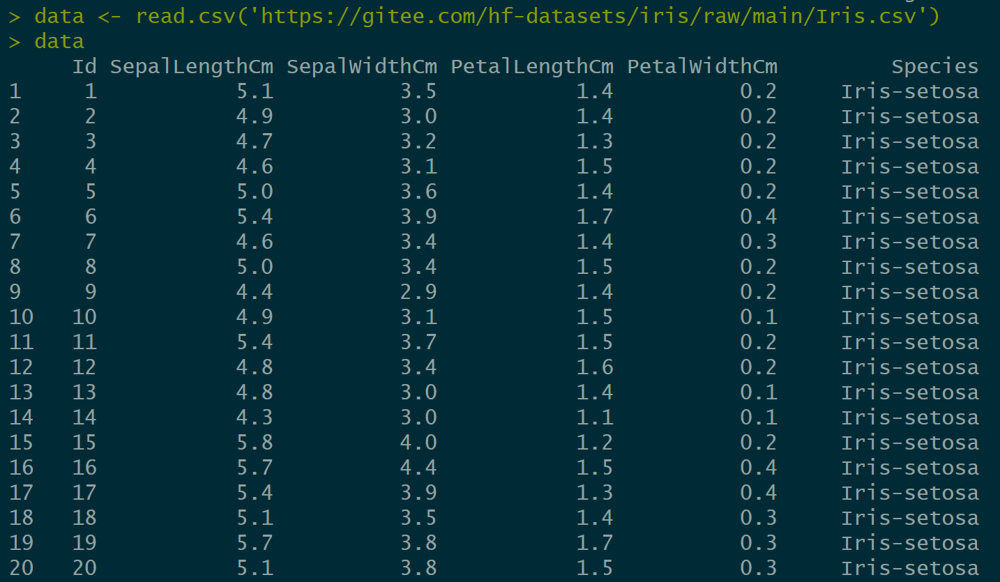 > data <- read.csv('https://gitee.com/hf-datasets/iris/raw/main/Iris.csv')
> data
    Id SepalLengthCm SepalWidthCm PetalLengthCm PetalWidthCm         Species
1    1           5.1          3.5           1.4          0.2     Iris-setosa
2    2           4.9          3.0           1.4          0.2     Iris-setosa
3    3           4.7          3.2           1.3          0.2     Iris-setosa
4    4           4.6          3.1           1.5          0.2     Iris-setosa
5    5           5.0          3.6           1.4          0.2     Iris-setosa
6    6           5.4          3.9           1.7          0.4     Iris-setosa
7    7           4.6          3.4           1.4          0.3     Iris-setosa
8    8           5.0          3.4           1.5          0.2     Iris-setosa
9    9           4.4          2.9           1.4          0.2     Iris-setosa
10  10           4.9          3.1           1.5          0.1     Iris-setosa
11  11           5.4          3.7           1.5          0.2     Iris-setosa
12  12           4.8          3.4           1.6          0.2     Iris-setosa
13  13           4.8          3.0           1.4          0.1     Iris-setosa
14  14           4.3          3.0           1.1          0.1     Iris-setosa
15  15           5.8          4.0           1.2          0.2     Iris-setosa
16  16           5.7          4.4           1.5          0.4     Iris-setosa
17  17           5.4          3.9           1.3          0.4     Iris-setosa
18  18           5.1          3.5           1.4          0.3     Iris-setosa
19  19           5.7          3.8           1.7          0.3     Iris-setosa
20  20           5.1          3.8           1.5          0.3     Iris-setosa